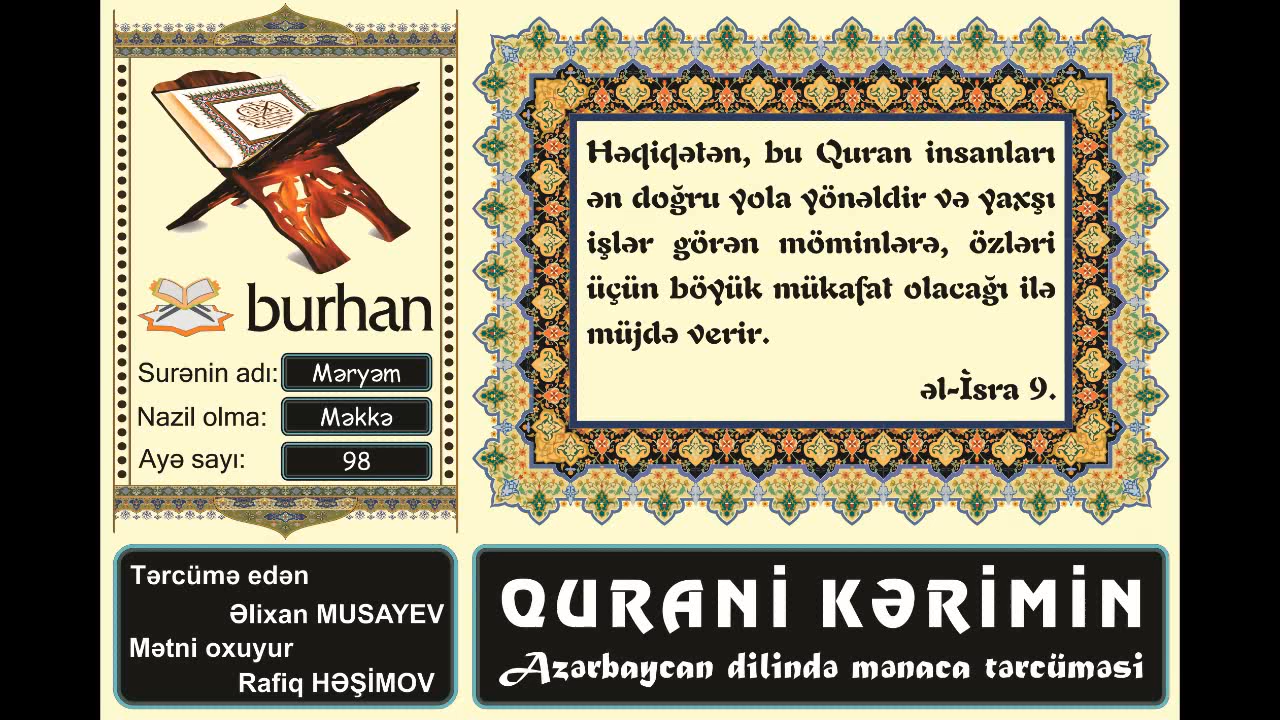 burhan
Surənin adı: Məryəm
Nazil olma: Məkkə
Ayə sayı: 98
Həqiqətən, bu Quran insanları
ən doğru yola yönəldir və yaxşı
işlər görən möminlərə, özləri
üçün böyük mükafat olacağı ilə
müjdə verir.
əl-İsra 9.
Tərcümə edən
Əlixan MUSAYEV
Mətni oxuyur
Rafiq HƏŞİMOV
QURANİ KƏRİMİN
Azərbaycan dilində mənaca tərcüməsi